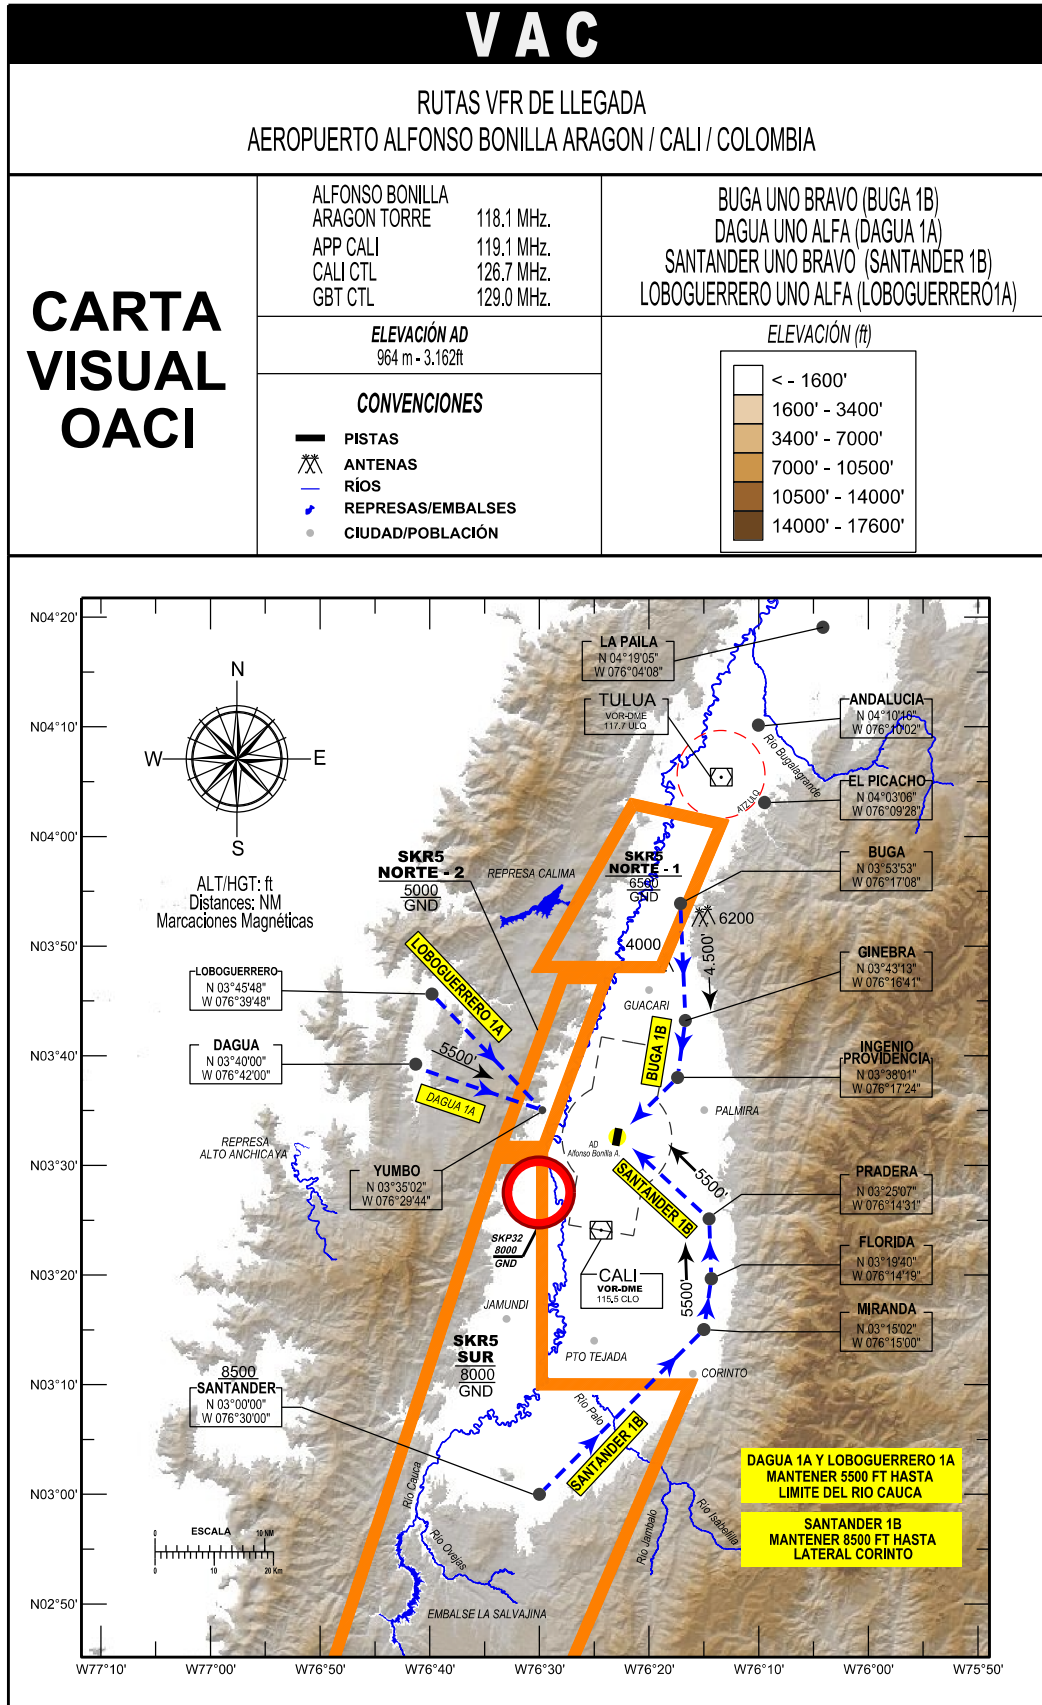 VAC
RUTAS VFR DE LLEGADA
AEROPUERTO ALFONSO BONILLA ARAGON / CALI / COLOMBIA
CARTA
VISUAL
OACI
ALFONSO BONILLA
ARAGON TORRE 118.1 MHz.
APP CALI 119.1 MHz.
CALI CTL 126.7 MHz.
GBT CTL 129.0 MHz.
ELEVACIÓN AD
964 m - 3.162ft
CONVENCIONES
PISTAS
ANTENAS
RÍOS
REPRESAS/EMBALSES
CIUDAD/POBLACIÓN
BUGA UNO BRAVO (BUGA 1B)
DAGUA UNO ALFA (DAGUA 1A)
SANTANDER UNO BRAVO (SANTANDER 1B)
LOBOGUERRERO UNO ALFA (LOBOGUERRERO1A)
ELEVACIÓN (ft)
< - 1600'
1600' - 3400'
3400' - 7000'
7000' - 10500'
10500' - 14000'
14000' - 17600'
N04°20'
N04°10'
N04°00'
N03°50'
N03°40'
N03°30'
N03°20'
N03°10'
N03°00'
N02°50'
N
W
E
S
ALT/HGT: ft
Distances: NM
Marcaciones Magnéticas
LA PAILA
N 04°19'05"
W 076°04'08"
TULUA
VOR-DME
117.7 ULQ
ANDALUCIA
N 04°10'18"
W 076°10'02"
Rio Bugalagrande
EL PICACHO
N 04°03'06"
W 076°09'28"
ATZ ULQ
SKR5
NORTE - 2
5000
GND
REPRESA CALIMA
SKR5
NORTE - 1
6500
GND
BUGA
N 03°53'53"
W 076°17'08"
6200
4000
4.500'
GINEBRA
N 03°43'13"
W 076°16'41"
LOBOGUERRERO
N 03°45'48"
W 076°39'48"
LOBOGUERRERO 1A
GUACARI
BUGA 1B
INGENIO
PROVIDENCIA
N 03°38'01"
W 076°17'24"
DAGUA
N 03°40'00"
W 076°42'00"
5500'
DAGUA 1A
PALMIRA
REPRESA
ALTO ANCHICAYA
AD
Alfonso Bonilla A.
YUMBO
N 03°35'02"
W 076°29'44"
SANTANDER 1B
5500'
PRADERA
N 03°25'07"
W 076°14'31"
SKP32
8000
GND
FLORIDA
N 03°19'40"
W 076°14'19"
CALI
VOR-DME
115.5 CLO
5500'
JAMUNDI
MIRANDA
N 03°15'02"
W 076°15'00"
SKR5
SUR
8000
GND
PTO TEJADA
CORINTO
8500
SANTANDER
N 03°00'00"
W 076°30'00"
Rio Palo
SANTANDER 1B
Rio Cauca
DAGUA 1A Y LOBOGUERRERO 1A
MANTENER 5500 FT HASTA
LIMITE DEL RIO CAUCA
SANTANDER 1B
MANTENER 8500 FT HASTA
LATERAL CORINTO
Rio Isabelilla
Rio Jambalo
Rio Ovejas
ESCALA
0 10 NM
0 10 20 Km
EMBALSE LA SALVAJINA
W77°10' W77°00' W76°50' W76°40' W76°30' W76°20' W76°10' W76°00' W75°50'